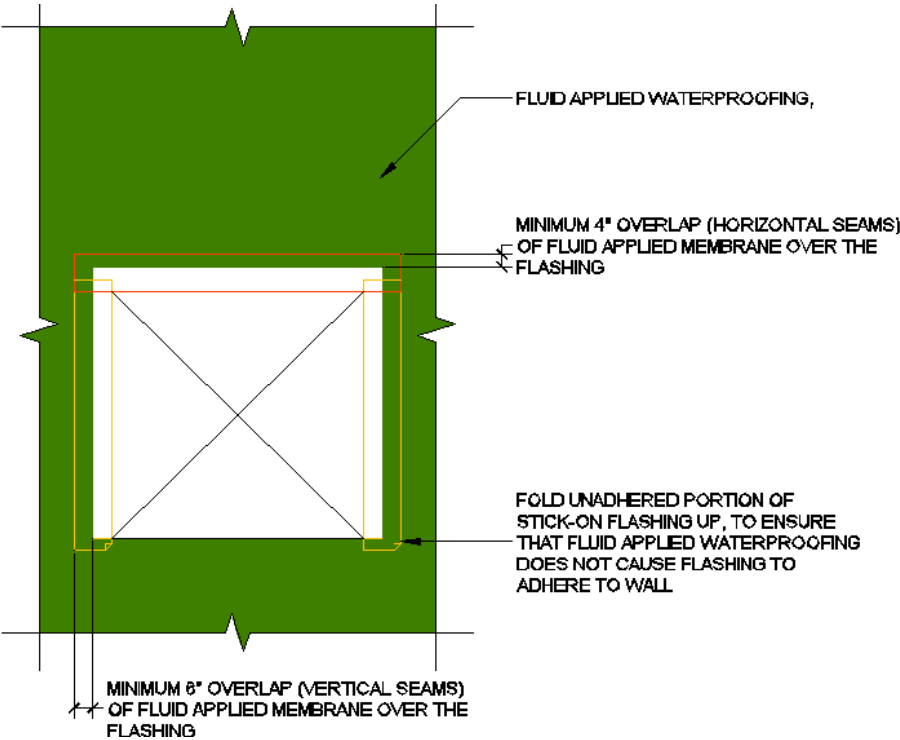 FLUID APPLIED WATERPROOFING,
MINIMUM 4" OVERLAP (HORIZONTAL SEAMS)
OF FLUID APPLIED MEMBRANE OVER THE
FLASHING
FOLD UNADHERED PORTION OF
STICK-ON FLASHING UP, TO ENSURE
THAT FLUID APPLIED WATERPROOFING
DOES NOT CAUSE FLASHING TO
ADHERE TO WALL
MINIMUM 6" OVERLAP (VERTICAL SEAMS)
OF FLUID APPLIED MEMBRANE OVER THE
FLASHING